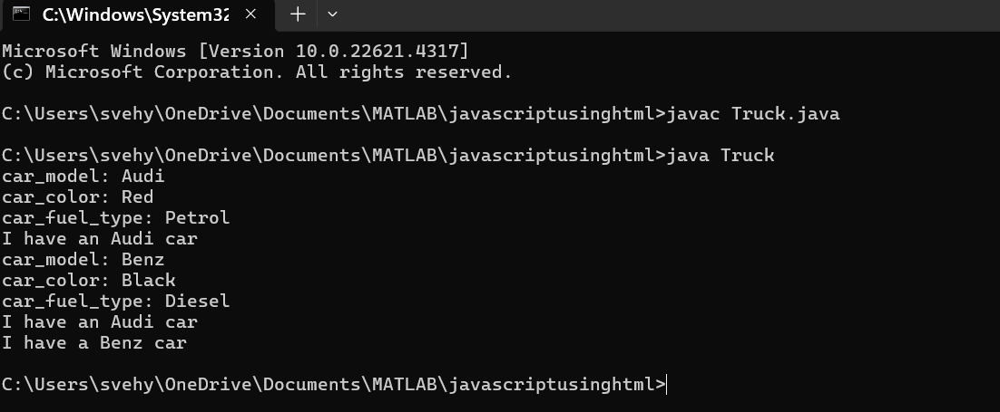 C:\Windows\System32
Microsoft Windows [Version 10.0.22621.4317]
(c) Microsoft Corporation. All rights reserved.
C:\Users\svehy\OneDrive\Documents\MATLAB\javascriptusinghtml>javac Truck.java
C:\Users\svehy\OneDrive\Documents\MATLAB\javascriptusinghtml>java Truck
car_model: Audi
car_color: Red
car_fuel_type: Petrol
I have an Audi car
car_model: Benz
car_color: Black
car_fuel_type: Diesel
I have an Audi car
I have a Benz car
C:\Users\svehy\OneDrive\Documents\MATLAB\javascriptusinghtml>